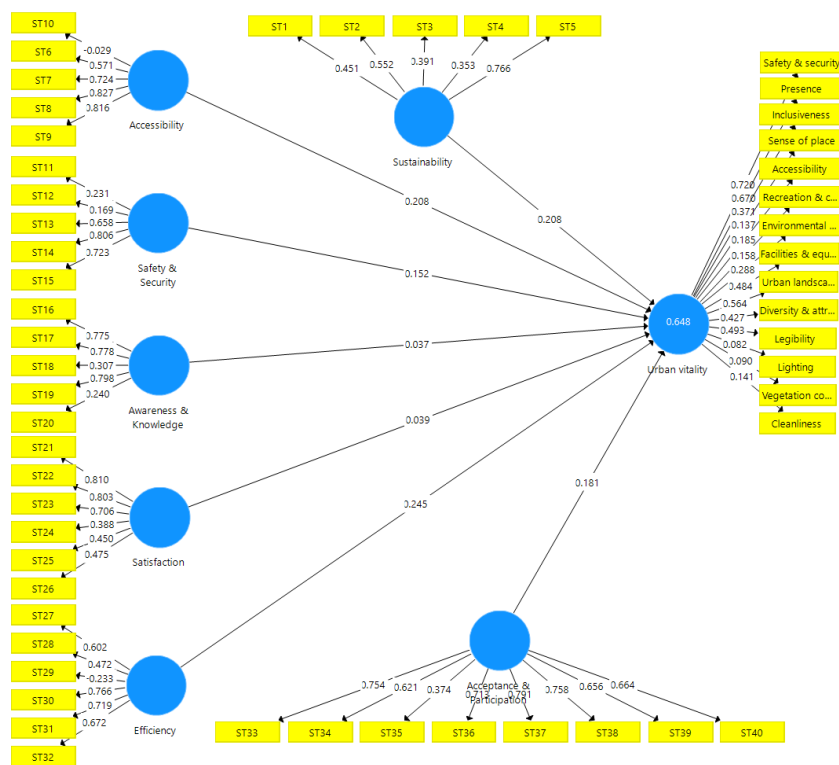 ST10
ST6
ST7
ST8
ST9
-0.029
0.571
0.724
0.827
0.816
Accessibility
ST1
ST2
ST3
ST4
ST5
0.451
0.552
0.391
0.353
0.766
Sustainability
ST11
ST12
ST13
ST14
ST15
0.231
0.169
0.658
0.806
0.723
Safety &
Security
ST16
ST17
ST18
ST19
ST20
0.775
0.778
0.307
0.798
0.240
Awareness &
Knowledge
ST21
ST22
ST23
ST24
ST25
ST26
0.810
0.803
0.706
0.388
0.450
0.475
Satisfaction
ST27
ST28
ST29
ST30
ST31
ST32
0.602
0.472
-0.233
0.766
0.719
0.672
Efficiency
0.208
0.208
0.152
0.037
0.039
0.245
0.181
Acceptance &
Participation
0.754
0.621
0.374
0.713
0.791
0.758
0.656
0.664
ST33
ST34
ST35
ST36
ST37
ST38
ST39
ST40
0.648
Urban vitality
0.720
0.670
0.371
0.137
0.185
0.158
0.288
0.484
0.564
0.427
0.493
0.082
0.090
0.141
Safety & security
Presence
Inclusiveness
Sense of place
Accessibility
Recreation & c...
Environmental ...
Facilities & equ...
Urban landsca...
Diversity & attr...
Legibility
Lighting
Vegetation co...
Cleanliness